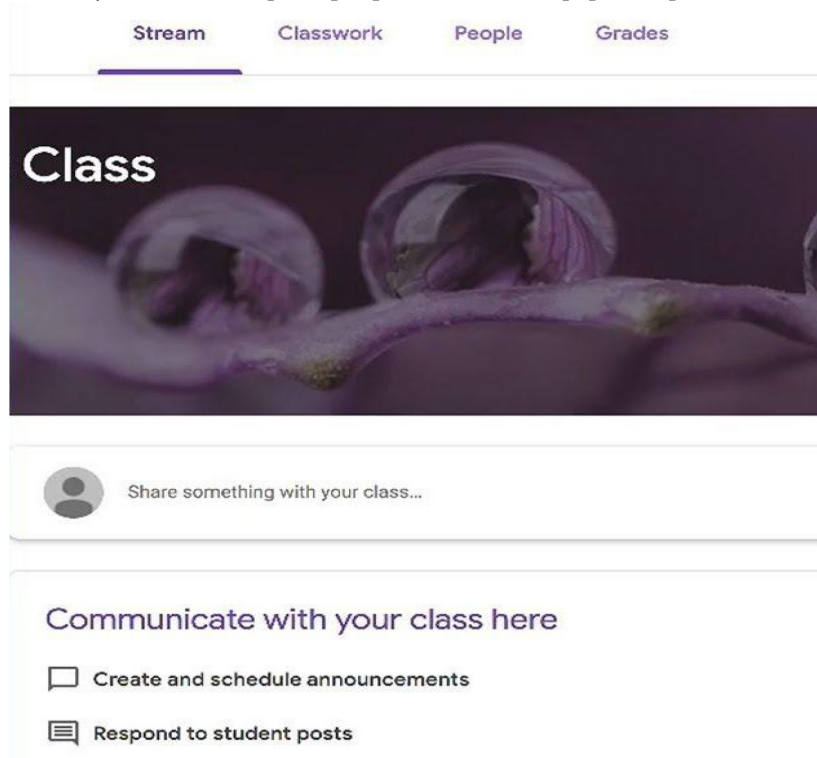 Stream Classwork People Grades
Class
Share something with your class...
Communicate with your class here
Create and schedule announcements
Respond to student posts